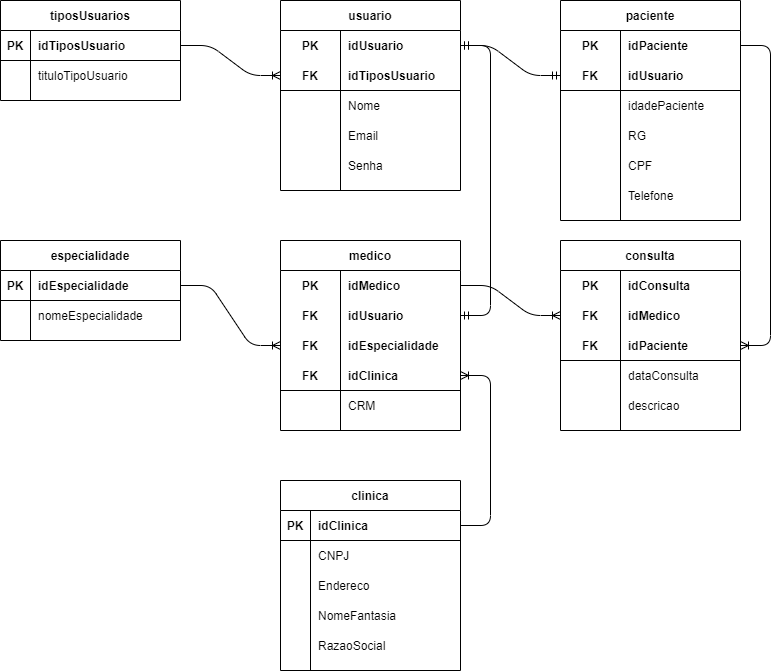 tiposUsuarios
PK idTiposUsuario
tituloTipoUsuario
usuario
PK idUsuario
FK idTiposUsuario
Nome
Email
Senha
paciente
PK idPaciente
FK idUsuario
idadePaciente
RG
CPF
Telefone
especialidade
PK idEspecialidade
nomeEspecialidade
medico
PK idMedico
FK idUsuario
FK idEspecialidade
FK idClinica
CRM
consulta
PK idConsulta
FK idMedico
FK idPaciente
dataConsulta
descricao
clinica
PK idClinica
CNPJ
Endereco
NomeFantasia
RazaoSocial